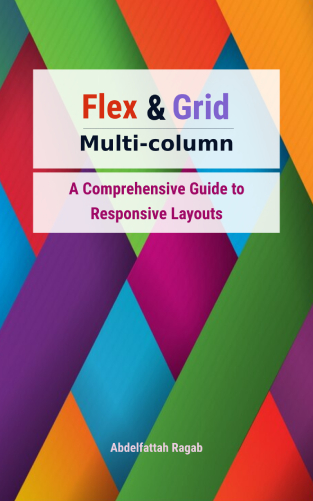 Flex & Grid
Multi-column
A Comprehensive Guide to
Responsive Layouts
Abdelfattah Ragab